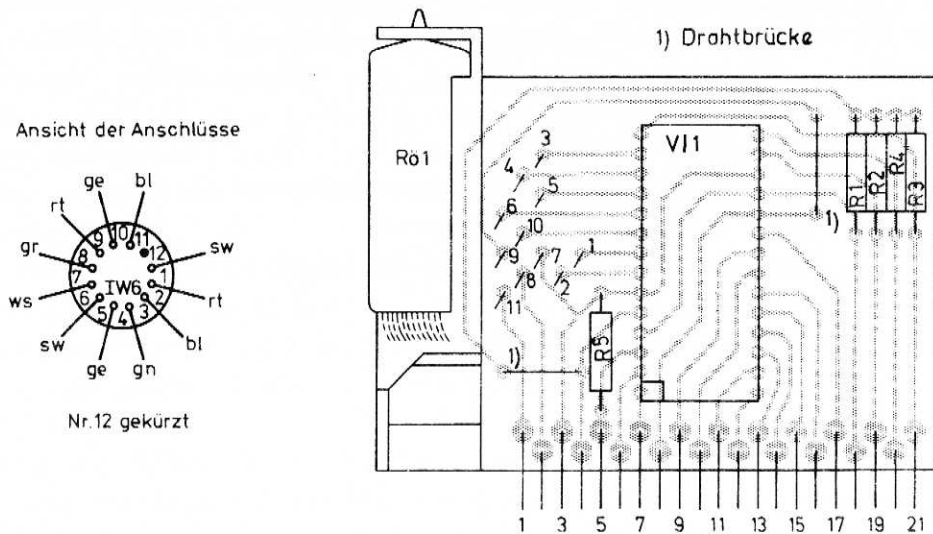 1) Drahtbrücke
Ansicht der Anschlüsse
ge bl
rt
gr sw
ws rt
sw bl
ge gn
9 10 11
8 12
7 IW6 1
6 5 4 3 2
Nr.12 gekürzt
Rö1
VI1
3
4
5
6
10
9 7 1
8 2
11
1)
R5
1)
R1 R2 R4 R3
1 3 5 7 9 11 13 15 17 19 21